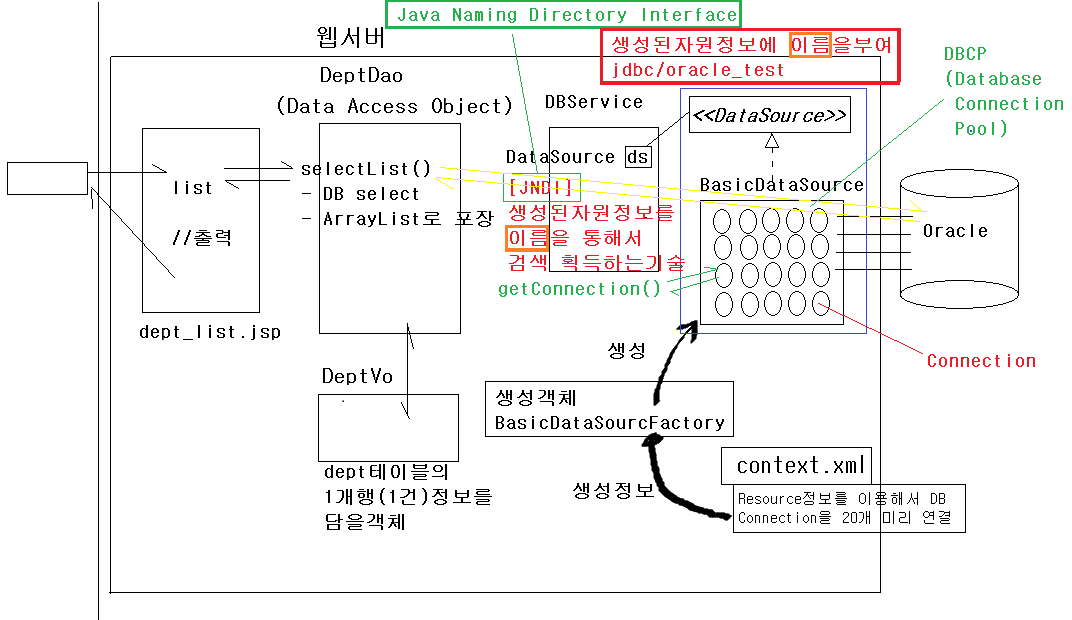 Java Naming Directory Interface
웹서버
생성된자원정보에 이름을부여
jdbc/oracle_test
DBCP
(Database
Connection
Pool)
DeptDao
(Data Access Object)
DBService
<<DataSource>>
DataSource ds
list
//출력
dept_list.jsp
selectList()
- DB select
- ArrayList로 포장
[JNDI]
생성된자원정보를
이름을 통해서
검색 획득하는기술
getConnection()
BasicDataSource
Oracle
Connection
생성
DeptVo
dept테이블의
1개행(1건)정보를
담을객체
생성객체
BasicDataSourcFactory
생성정보
context.xml
Resource정보를 이용해서 DB
Connection을 20개 미리 연결